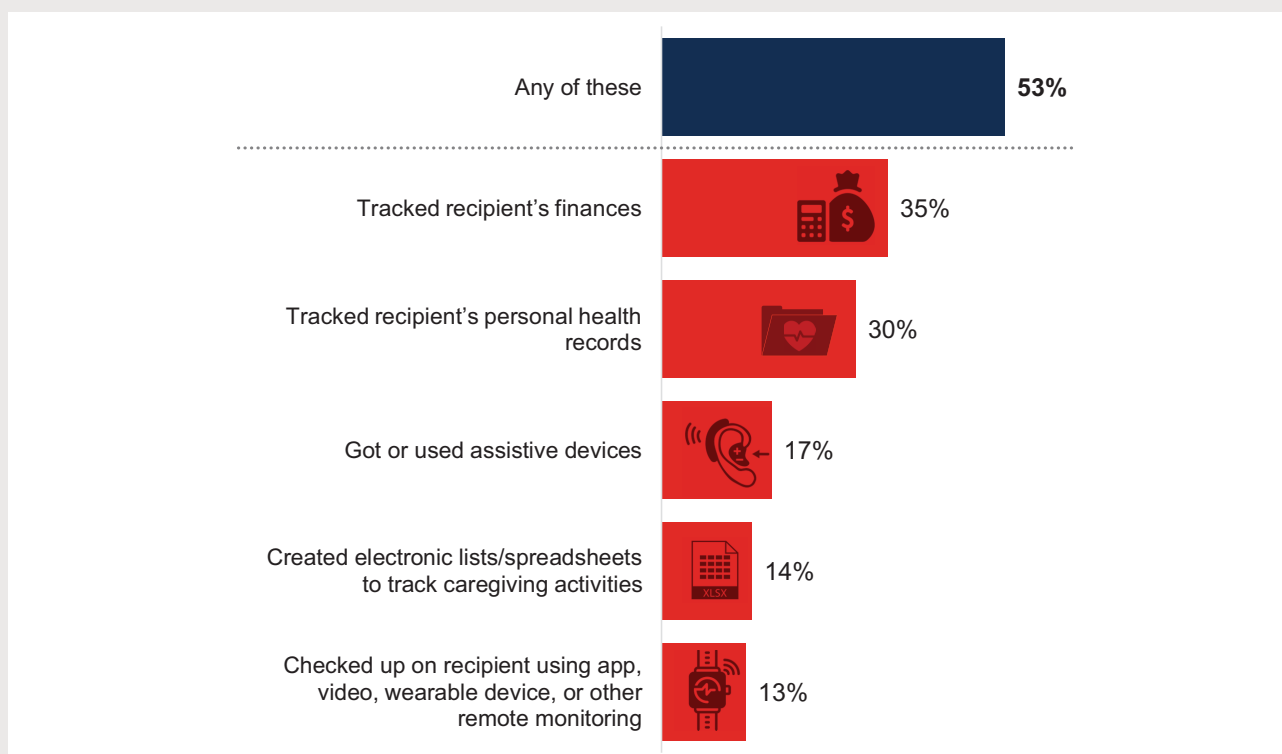 Any of these
53%
Tracked recipient’s finances
$
35%
Tracked recipient’s personal health
records
30%
Got or used assistive devices
17%
Created electronic lists/spreadsheets
to track caregiving activities
XLSX
14%
Checked up on recipient using app,
video, wearable device, or other
remote monitoring
13%